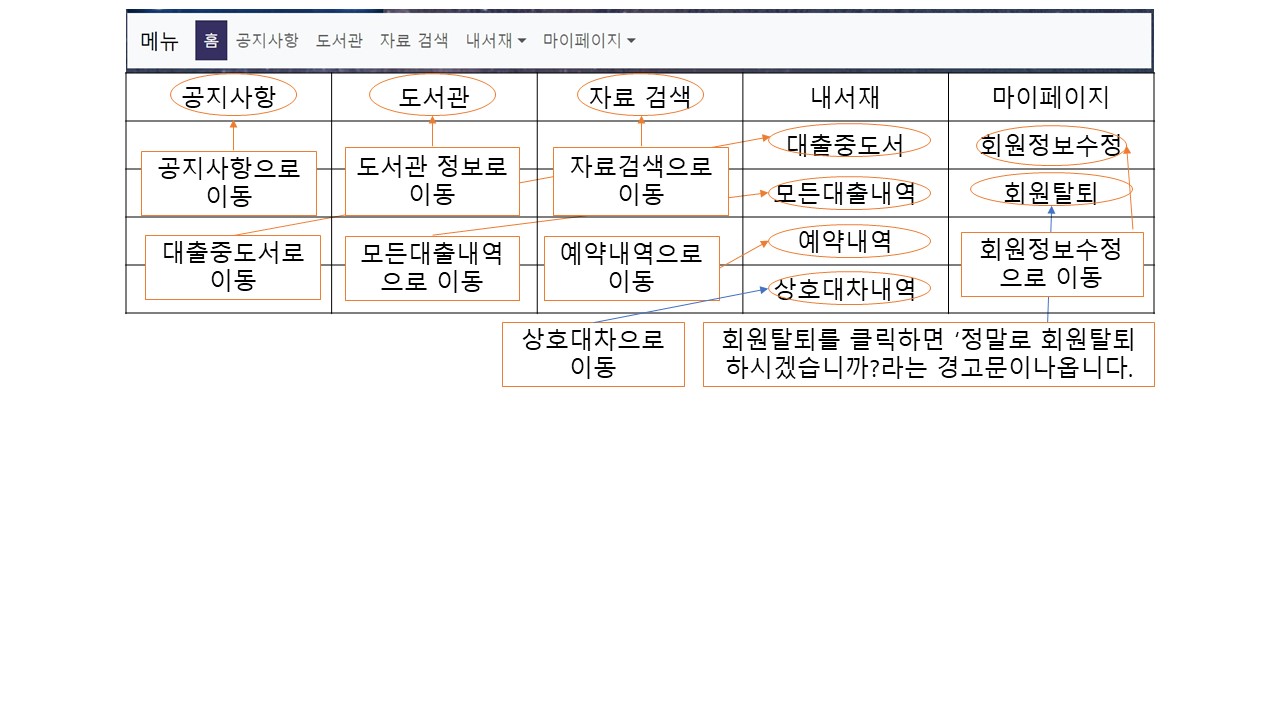 메뉴 홈 공지사항 도서관 자료 검색 내서재 마이페이지
공지사항 도서관 자료 검색 내서재 마이페이지
대출중도서 회원정보수정
공지사항으로
이동
도서관 정보로
이동
자료검색으로
이동
모든대출내역 회원탈퇴
대출중도서로
이동
모든대출내역
으로 이동
예약내역으로
이동
예약내역
회원정보수정
으로 이동
상호대차내역
상호대차으로
이동
회원탈퇴를 클릭하면 ‘정말로 회원탈퇴
하시겠습니까?라는 경고문이나옵니다.